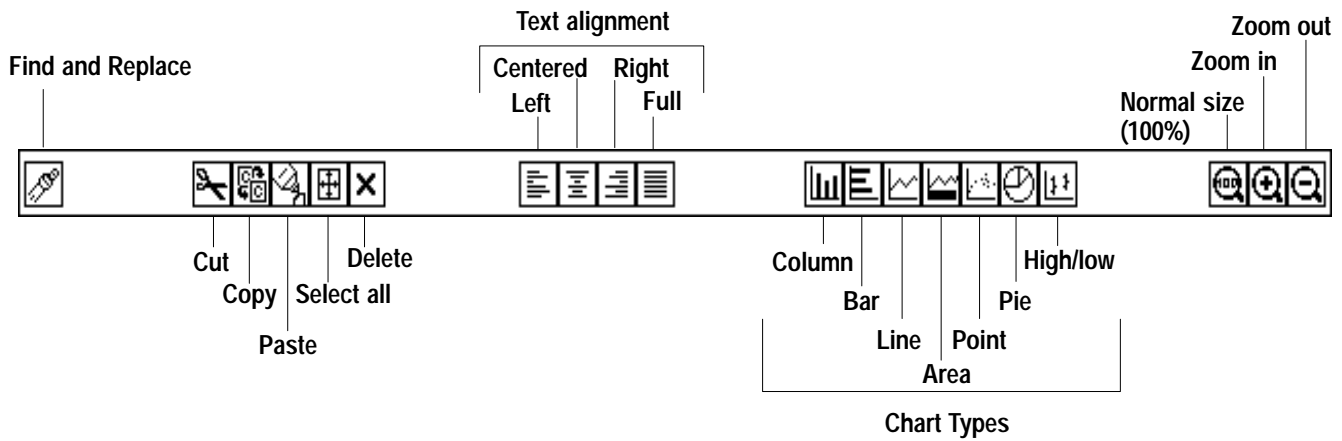 Text alignment
Zoom out
Find and Replace
Centered Right
Zoom in
Left Full
Normal size
(100%)
Cut
Delete
Column
High/low
Copy
Select all
Bar
Pie
Paste
Line
Point
Area
Chart Types